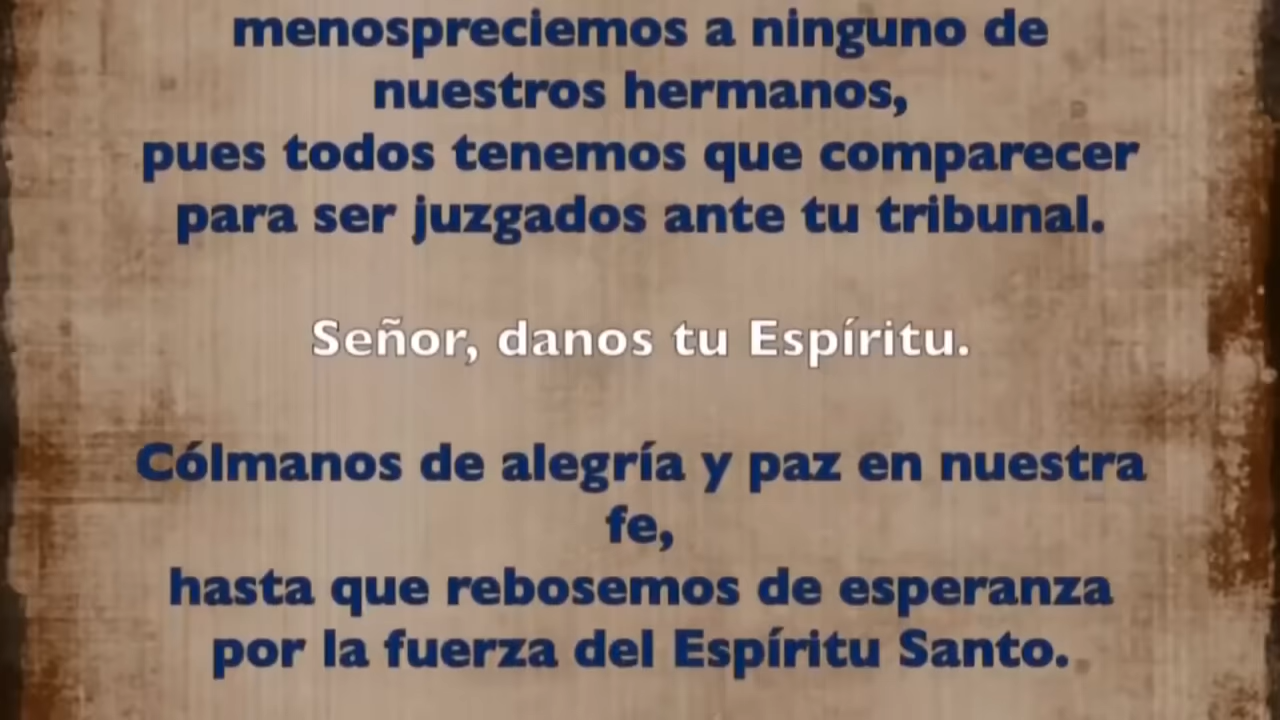 menospreciemos a ninguno de
nuestros hermanos,
pues todos tenemos que comparecer
para ser juzgados ante tu tribunal.
Señor, danos tu Espíritu.
Cólmanos de alegría y paz en nuestra
fe,
hasta que rebosemos de esperanza
por la fuerza del Espíritu Santo.